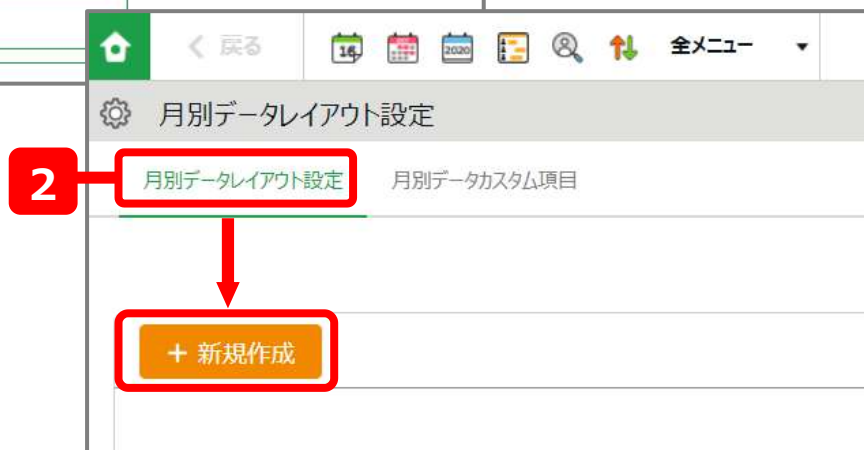 戻る 16 2020 全メニュー
月別データレイアウト設定
2 月別データレイアウト設定 月別データカスタム項目
+ 新規作成